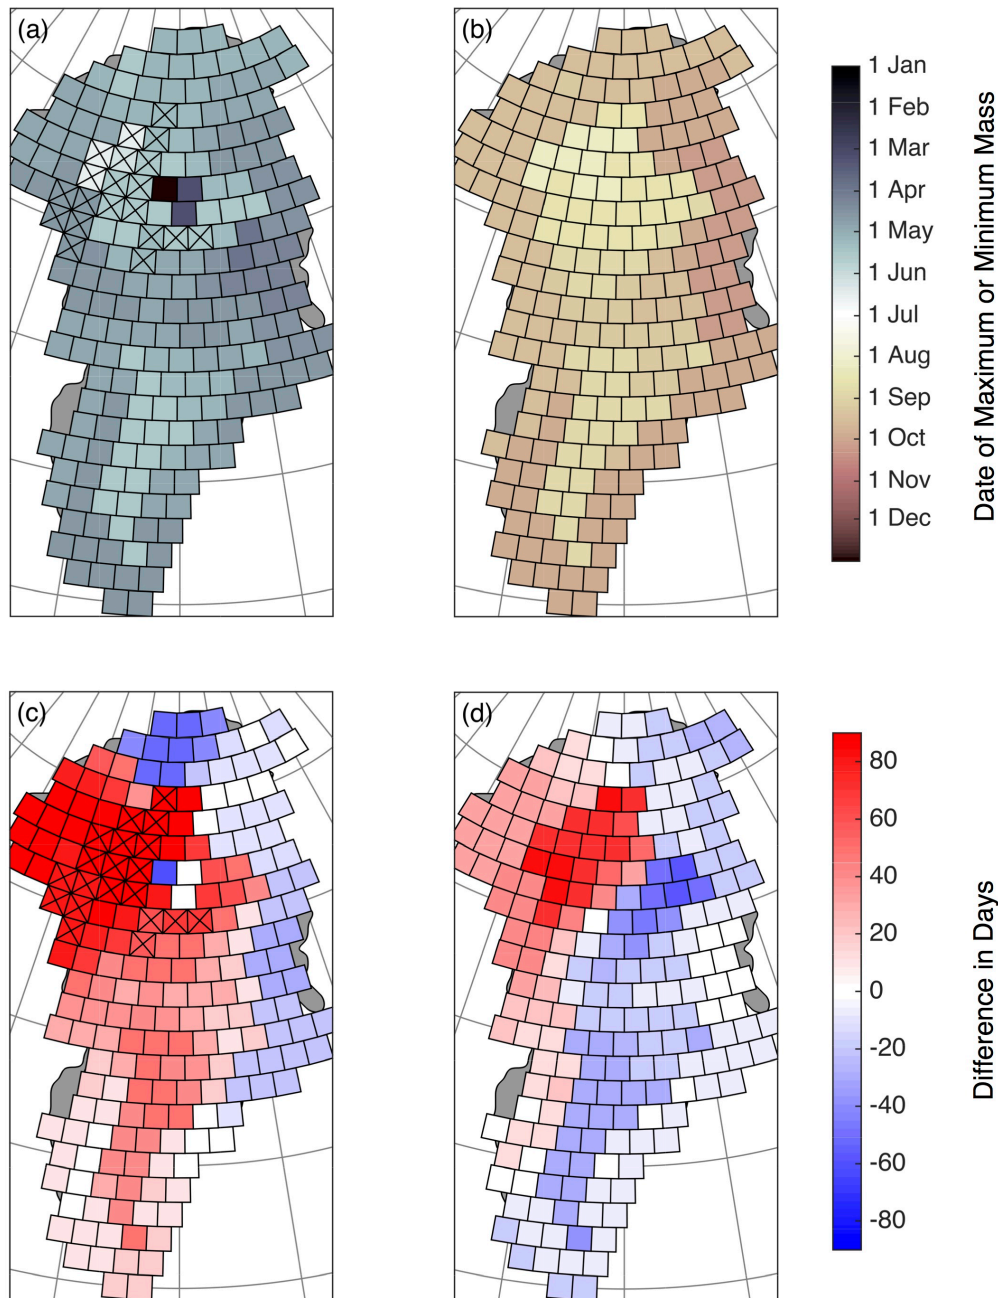 (a)
(b)
1 Jan
1 Feb
1 Mar
1 Apr
1 May
1 Jun
1 Jul
1 Aug
1 Sep
1 Oct
1 Nov
1 Dec
Date of Maximum or Minimum Mass
(c)
(d)
80
60
40
20
0
-20
-40
-60
-80
Difference in Days